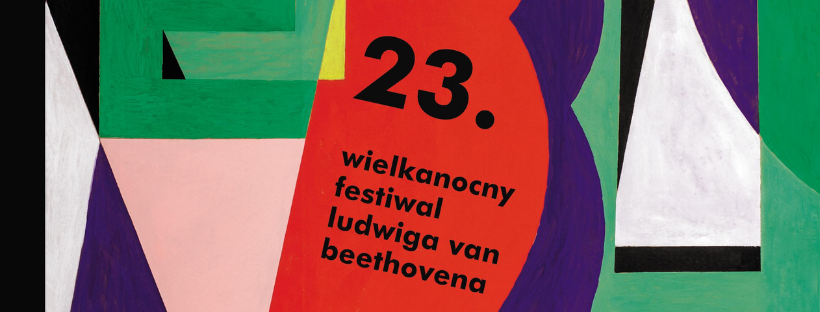 23.
wielkanocny
festiwal
ludwiga van
beethovena